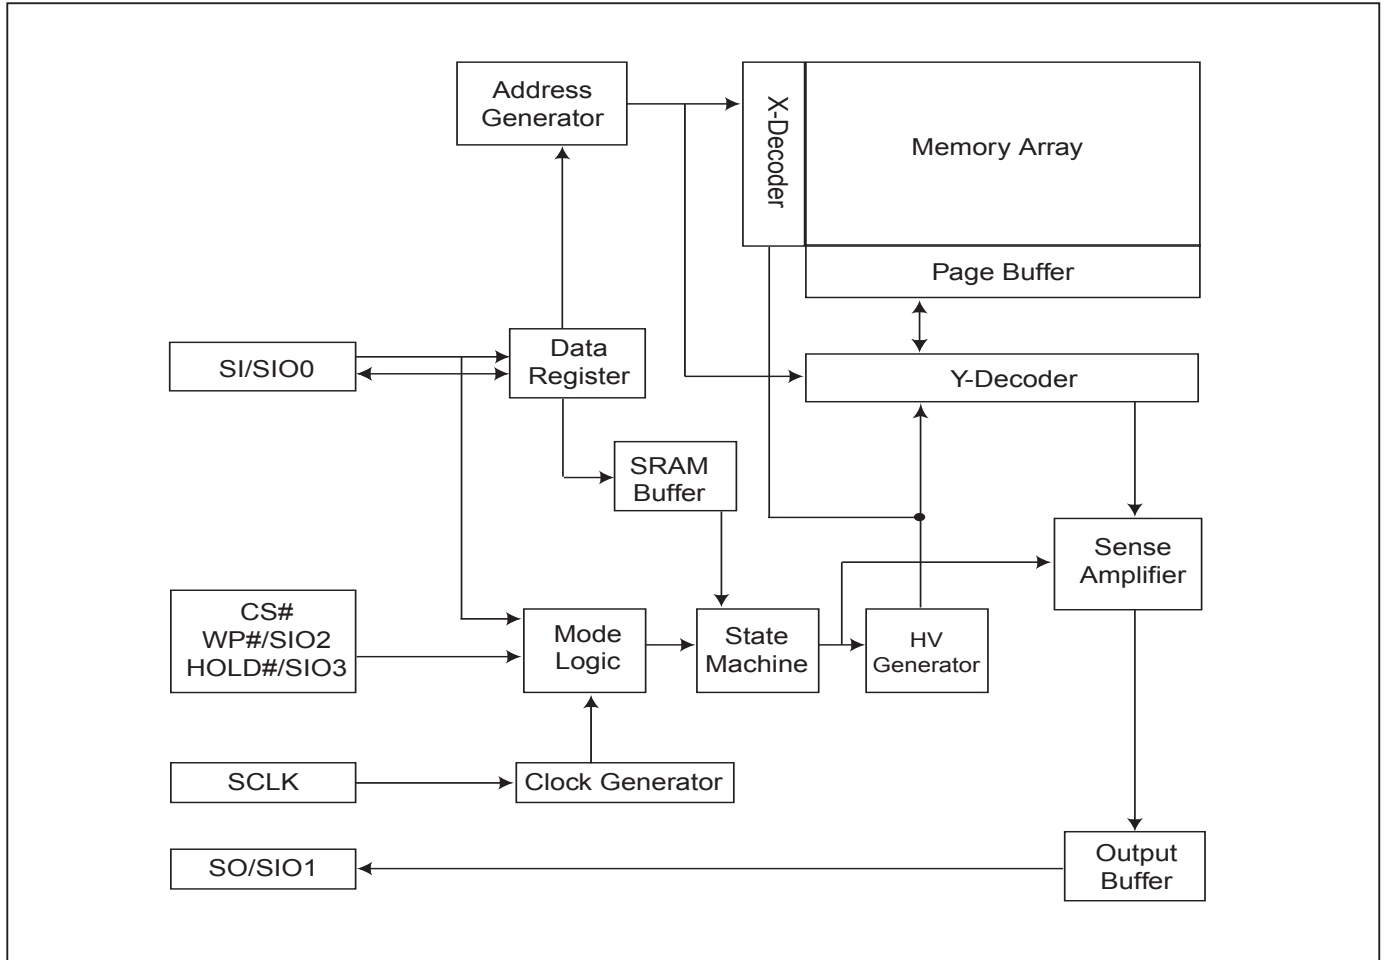 Address
Generator
X-Decoder
Memory Array
Page Buffer
SI/SIO0
Data
Register
Y-Decoder
SRAM
Buffer
Sense
Amplifier
CS#
WP#/SIO2
HOLD#/SIO3
Mode
Logic
State
Machine
HV
Generator
SCLK
Clock Generator
SO/SIO1
Output
Buffer